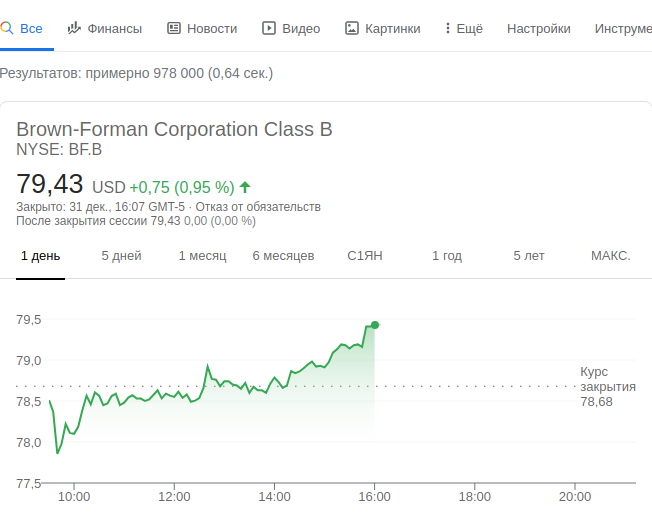 Все Финансы Новости Видео Картинки Ещё Настройки Инструме
Результатов: примерно 978 000 (0,64 сек.)
Brown-Forman Corporation Class B
NYSE: BF.B
79,43 USD +0,75 (0,95 %)
Закрыто: 31 дек., 16:07 GMT-5 · Отказ от обязательств
После закрытия сессии 79,43 0,00 (0,00 %)
1 день 5 дней 1 месяц 6 месяцев С1ЯН 1 год 5 лет МАКС.
79,5
79,0
Курс
закрытия
78,68
78,5
78,0
77,5
10:00 12:00 14:00 16:00 18:00 20:00